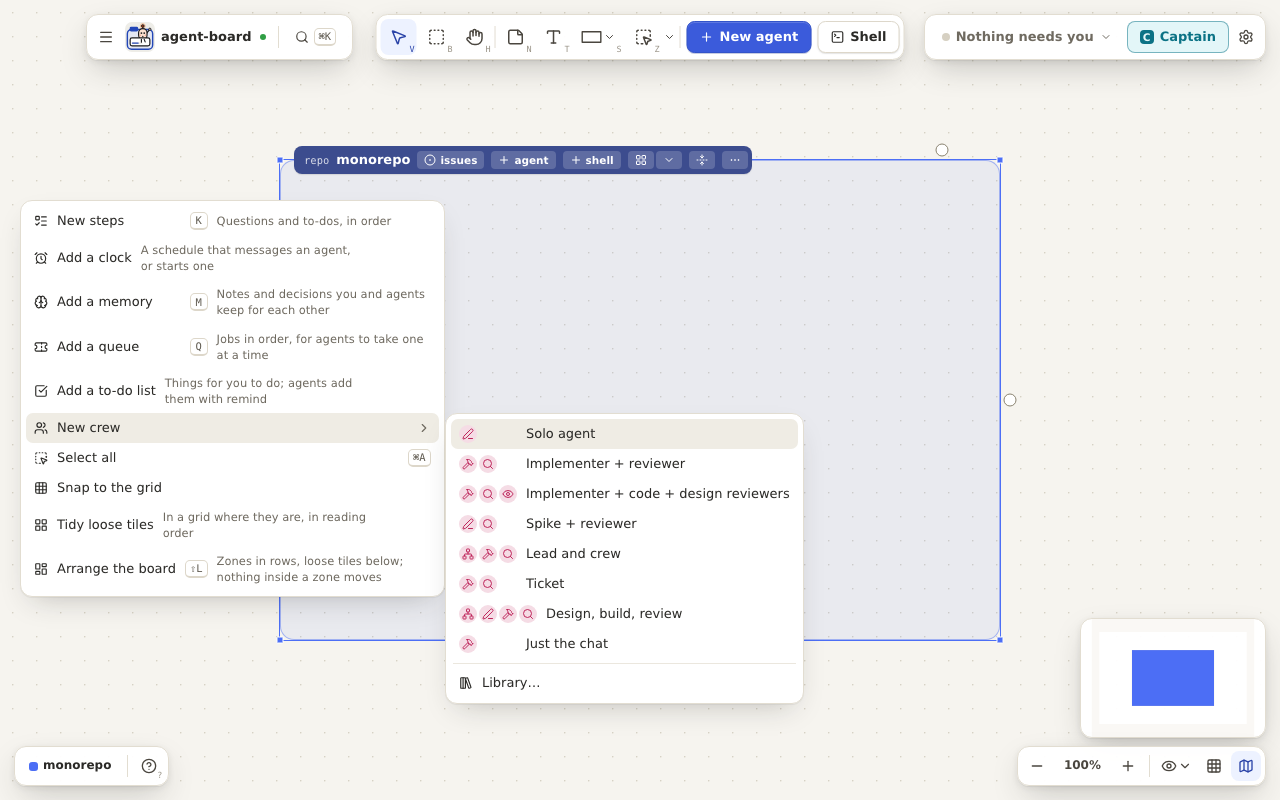 agent-board
⌘K
V
B
H
N
T
S
Z
New agent
Shell
Nothing needs you
C Captain
repo monorepo issues agent shell
New steps K Questions and to-dos, in order
Add a clock A schedule that messages an agent,
or starts one
Add a memory M Notes and decisions you and agents
keep for each other
Add a queue Q Jobs in order, for agents to take one
at a time
Add a to-do list Things for you to do; agents add
them with remind
New crew
Select all ⌘A
Snap to the grid
Tidy loose tiles In a grid where they are, in reading
order
Arrange the board ⇧L Zones in rows, loose tiles below;
nothing inside a zone moves
Solo agent
Implementer + reviewer
Implementer + code + design reviewers
Spike + reviewer
Lead and crew
Ticket
Design, build, review
Just the chat
Library...
monorepo
?
100%